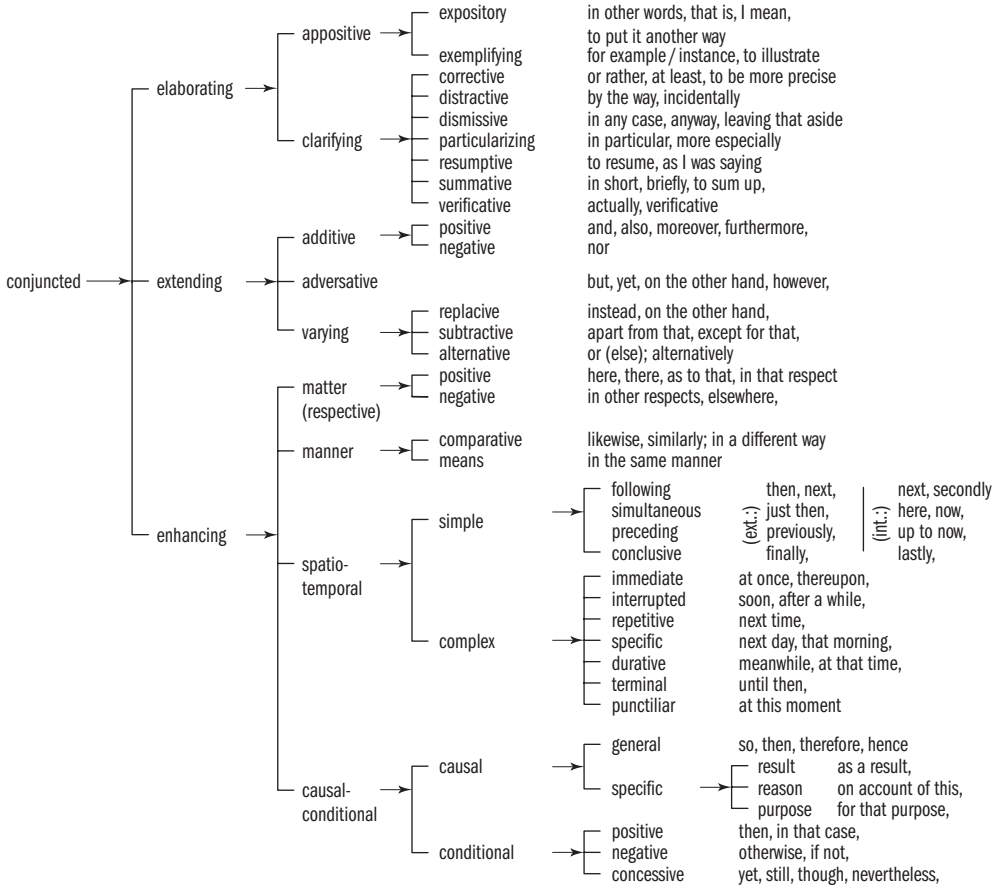 expository in other words, that is, I mean,
appositive to put it another way
exemplifying for example / instance, to illustrate
corrective or rather, at least, to be more precise
elaborating distractive by the way, incidentally
dismissive in any case, anyway, leaving that aside
clarifying particularizing in particular, more especially
resumptive to resume, as I was saying
summative in short, briefly, to sum up,
verificative actually, verificative
additive positive and, also, moreover, furthermore,
negative nor
conjuncted extending adversative but, yet, on the other hand, however,
replacive instead, on the other hand,
varying subtractive apart from that, except for that,
alternative or (else); alternatively
matter positive here, there, as to that, in that respect
(respective) negative in other respects, elsewhere,
manner comparative likewise, similarly; in a different way
means in the same manner
following then, next, next, secondly
simple simultaneous (ext.:) just then, (int.:) here, now,
enhancing preceding previously, up to now,
conclusive finally, lastly,
spatio- immediate at once, thereupon,
temporal interrupted soon, after a while,
repetitive next time,
complex specific next day, that morning,
durative meanwhile, at that time,
terminal until then,
punctiliar at this moment
general so, then, therefore, hence
causal result as a result,
causal- specific reason on account of this,
conditional purpose for that purpose,
positive then, in that case,
conditional negative otherwise, if not,
concessive yet, still, though, nevertheless,